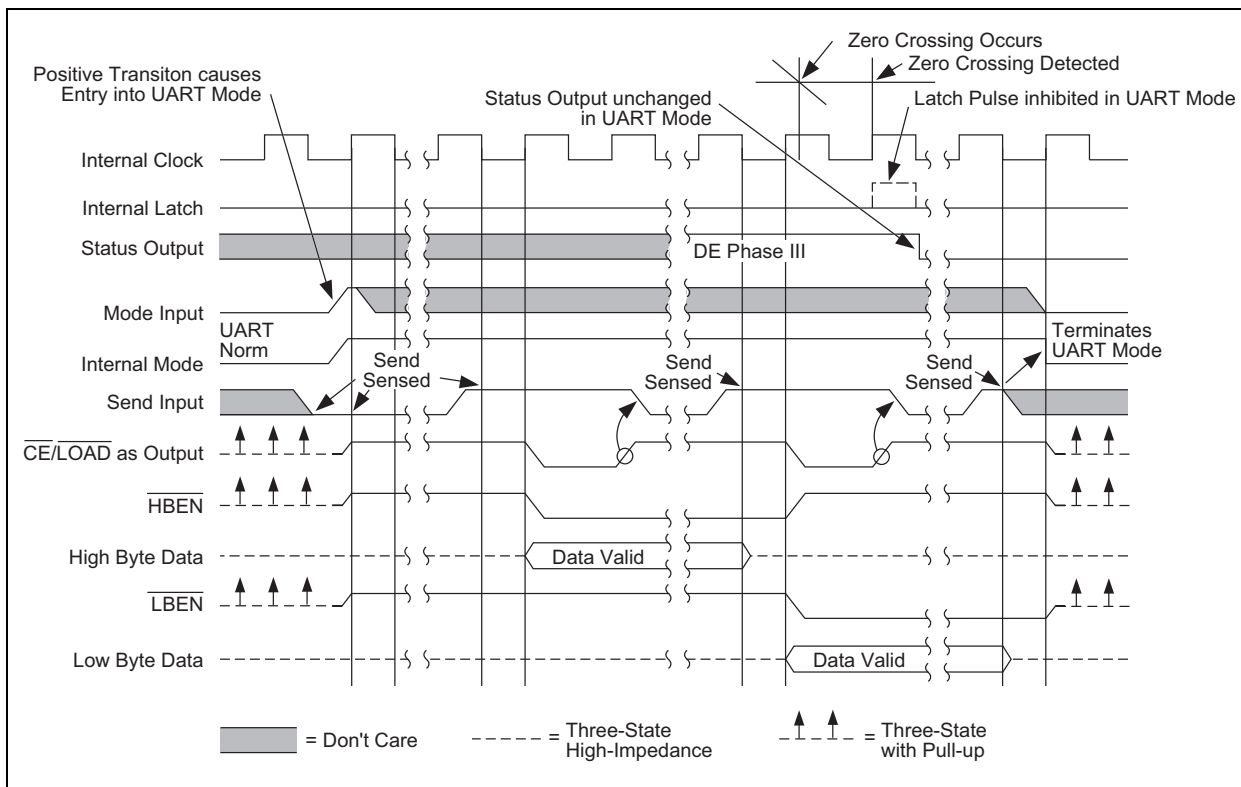 Zero Crossing Occurs
Zero Crossing Detected
Positive Transiton causes
Entry into UART Mode
Status Output unchanged
in UART Mode
Latch Pulse inhibited in UART Mode
Internal Clock
Internal Latch
Status Output
DE Phase III
Mode Input
UART
Norm
Terminates
UART Mode
Internal Mode
Send
Sensed
Send
Sensed
Send
Sensed
Send Input
CE/LOAD as Output
HBEN
High Byte Data
Data Valid
LBEN
Low Byte Data
Data Valid
= Don't Care
= Three-State
High-Impedance
= Three-State
with Pull-up